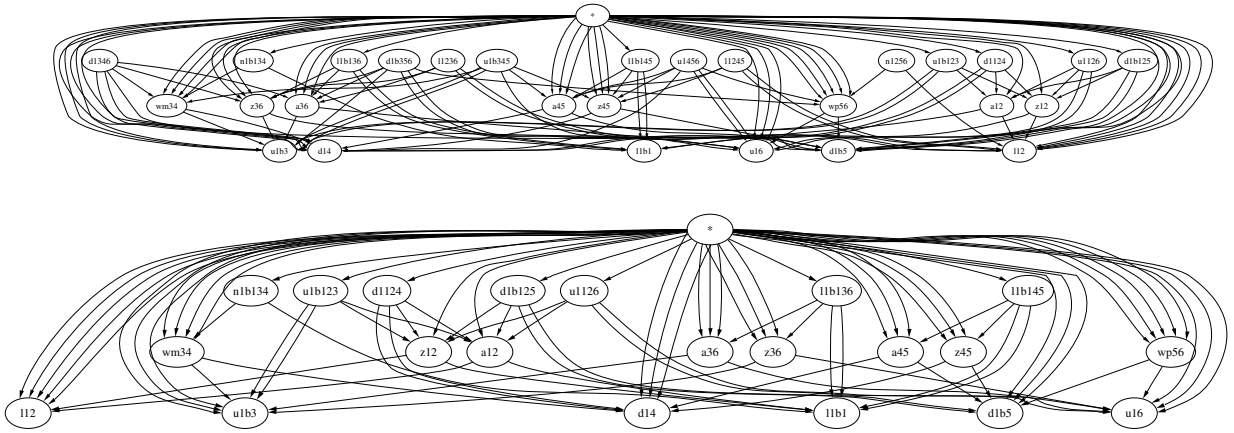 *
d1346 n1b134 l1b136 d1b356 l1236 u1b345 l1b145 u1456 l1245 n1256 u1b123 d1124 u1126 d1b125
wm34 z36 a36 a45 z45 wp56 a12 z12
u1b3 d14 l1b1 u16 d1b5 l12
*
n1b134 u1b123 d1124 d1b125 u1126 l1b136 l1b145
wm34 z12 a12 a36 z36 a45 z45 wp56
l12 u1b3 d14 l1b1 d1b5 u16